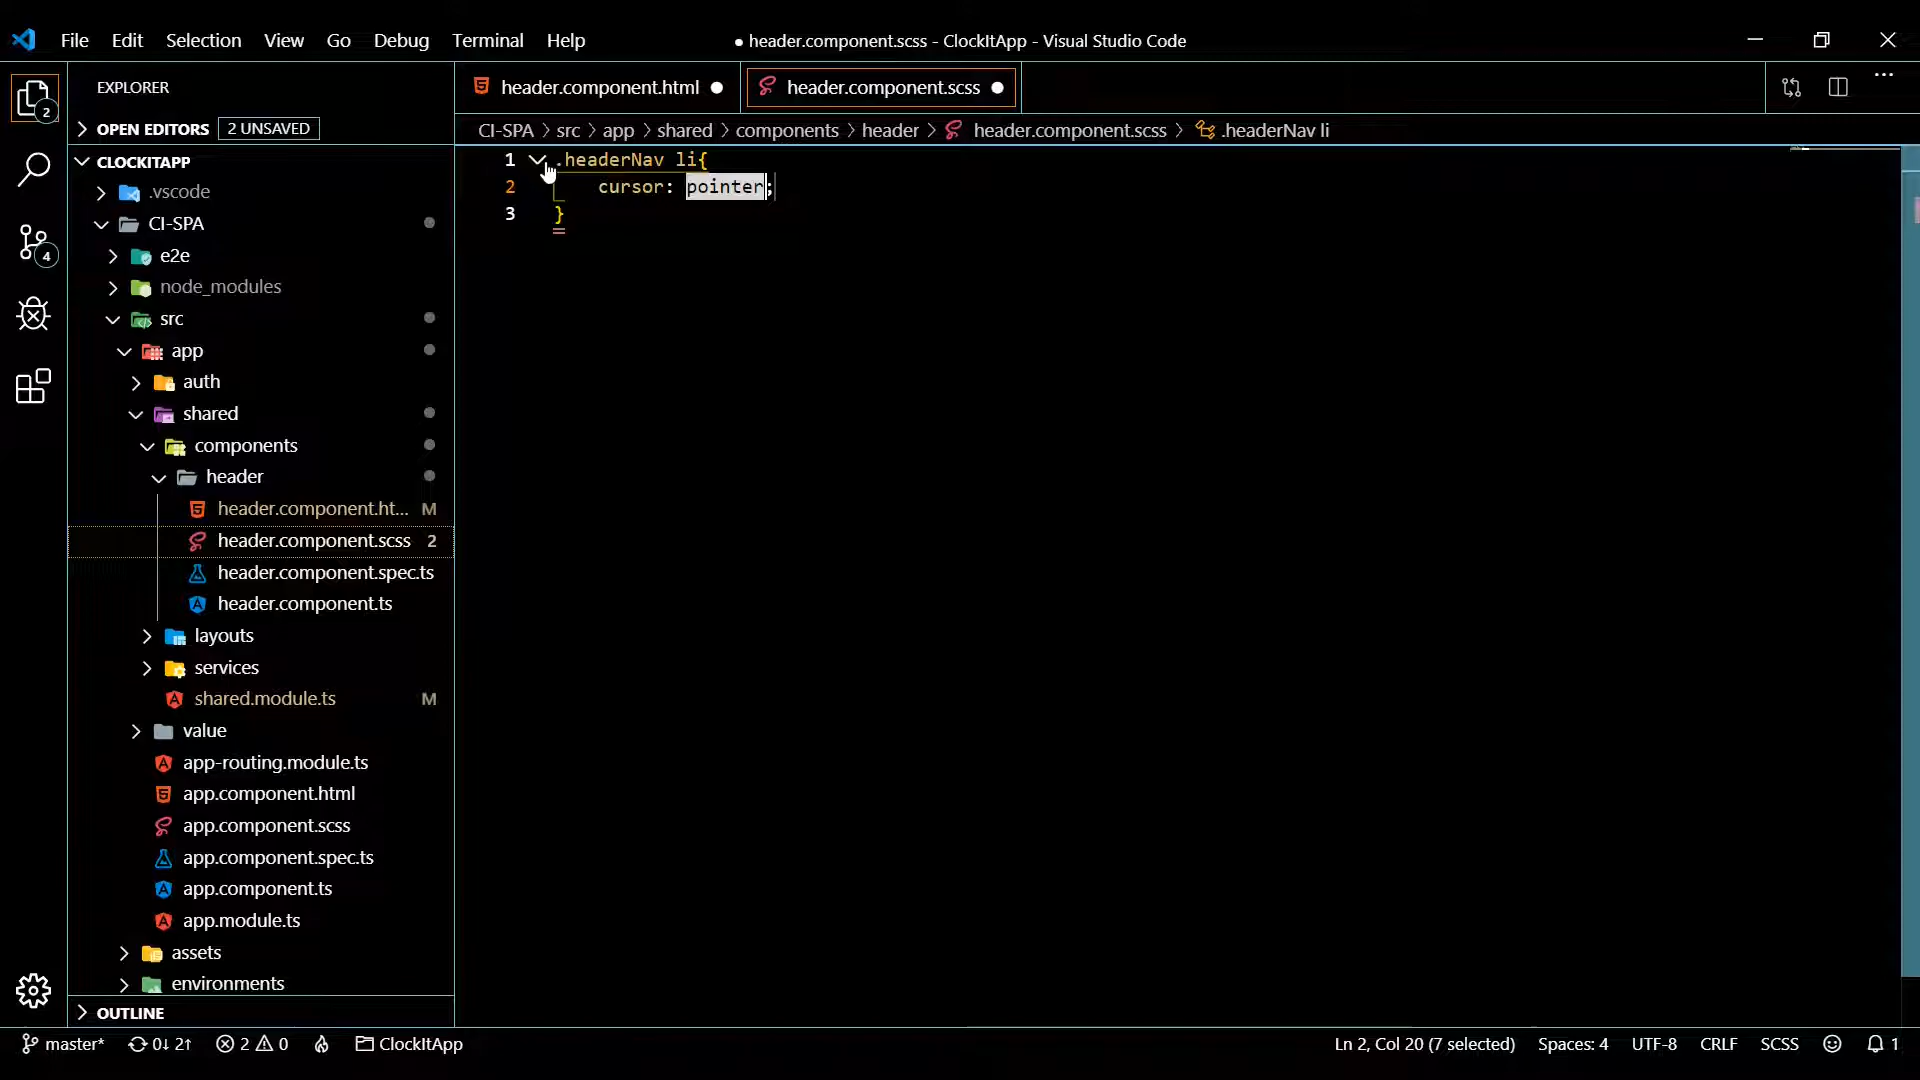 File Edit Selection View Go Debug Terminal Help
● header.component.scss - ClockItApp - Visual Studio Code
EXPLORER
OPEN EDITORS 2 UNSAVED
CLOCKITAPP
.vscode
CI-SPA
e2e
node_modules
src
app
auth
shared
components
header
header.component.ht... M
header.component.scss 2
header.component.spec.ts
header.component.ts
layouts
services
shared.module.ts M
value
app-routing.module.ts
app.component.html
app.component.scss
app.component.spec.ts
app.component.ts
app.module.ts
assets
environments
OUTLINE
2
4
header.component.html ● header.component.scss ●
CI-SPA > src > app > shared > components > header > header.component.scss > .headerNav li
1 .headerNav li{
2 cursor: pointer;
3 }
master* 0↓ 2↑ 2 0 ClockItApp
Ln 2, Col 20 (7 selected) Spaces: 4 UTF-8 CRLF SCSS 1